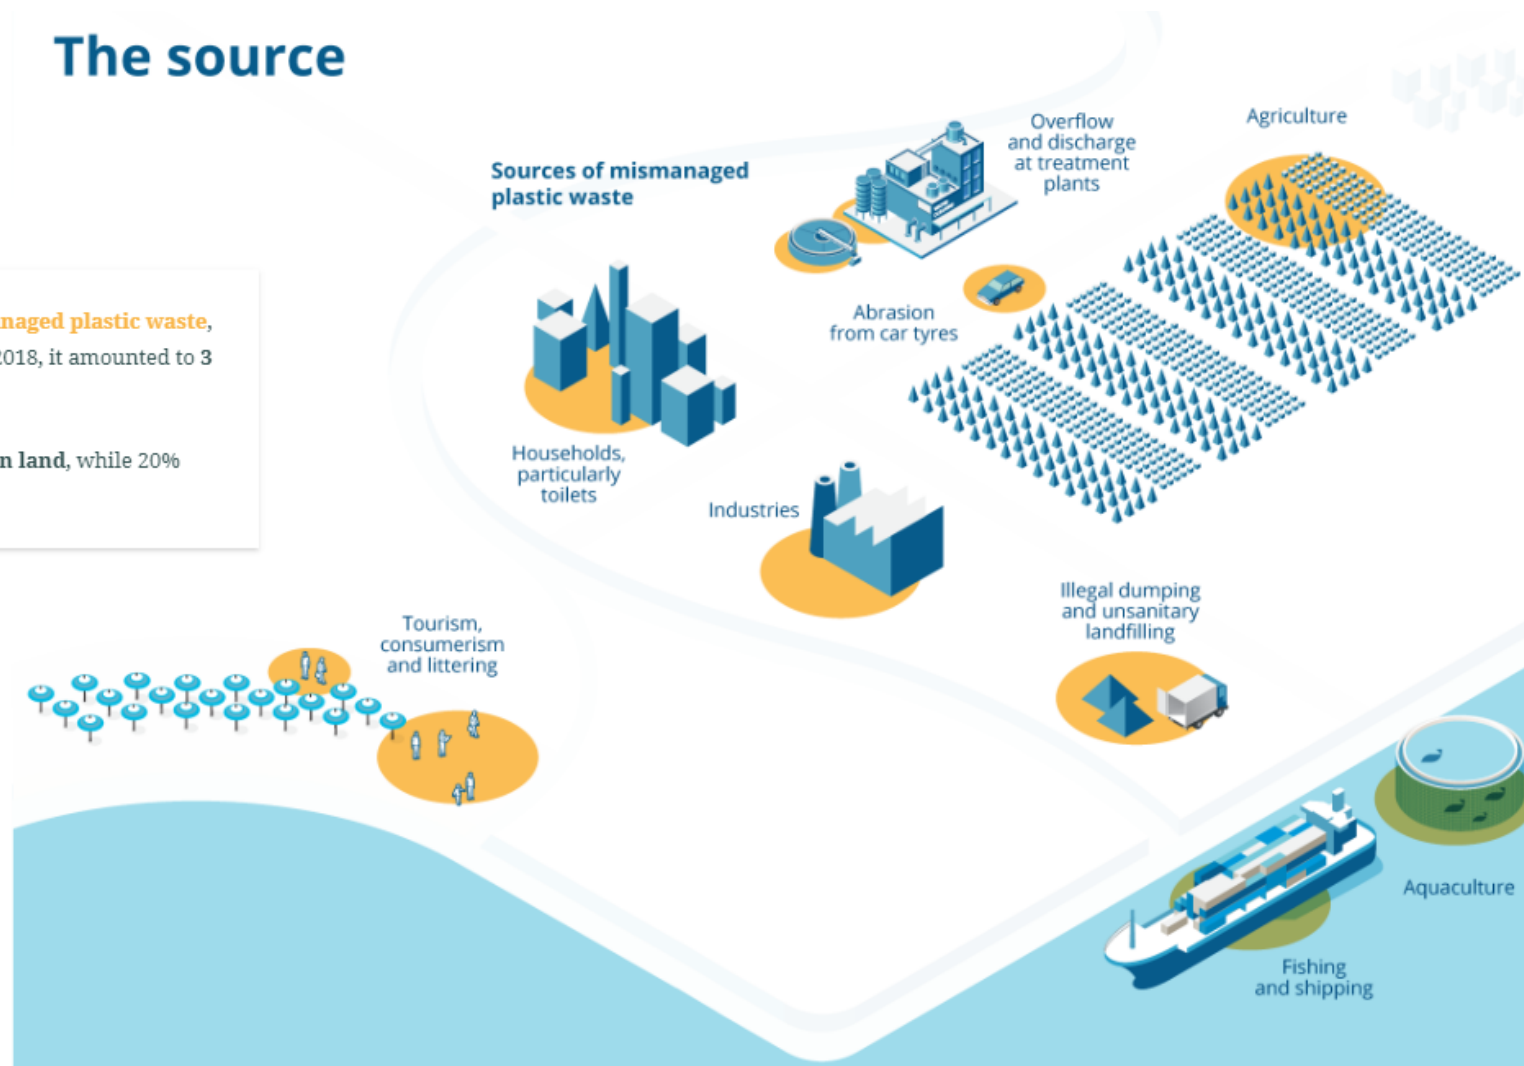 The source
Sources of mismanaged
plastic waste
Overflow
and discharge
at treatment
plants
Agriculture
Abrasion
from car tyres
naged plastic waste,
2018, it amounted to 3
n land, while 20%
Households,
particularly
toilets
Industries
Illegal dumping
and unsanitary
landfilling
Tourism,
consumerism
and littering
Aquaculture
Fishing
and shipping